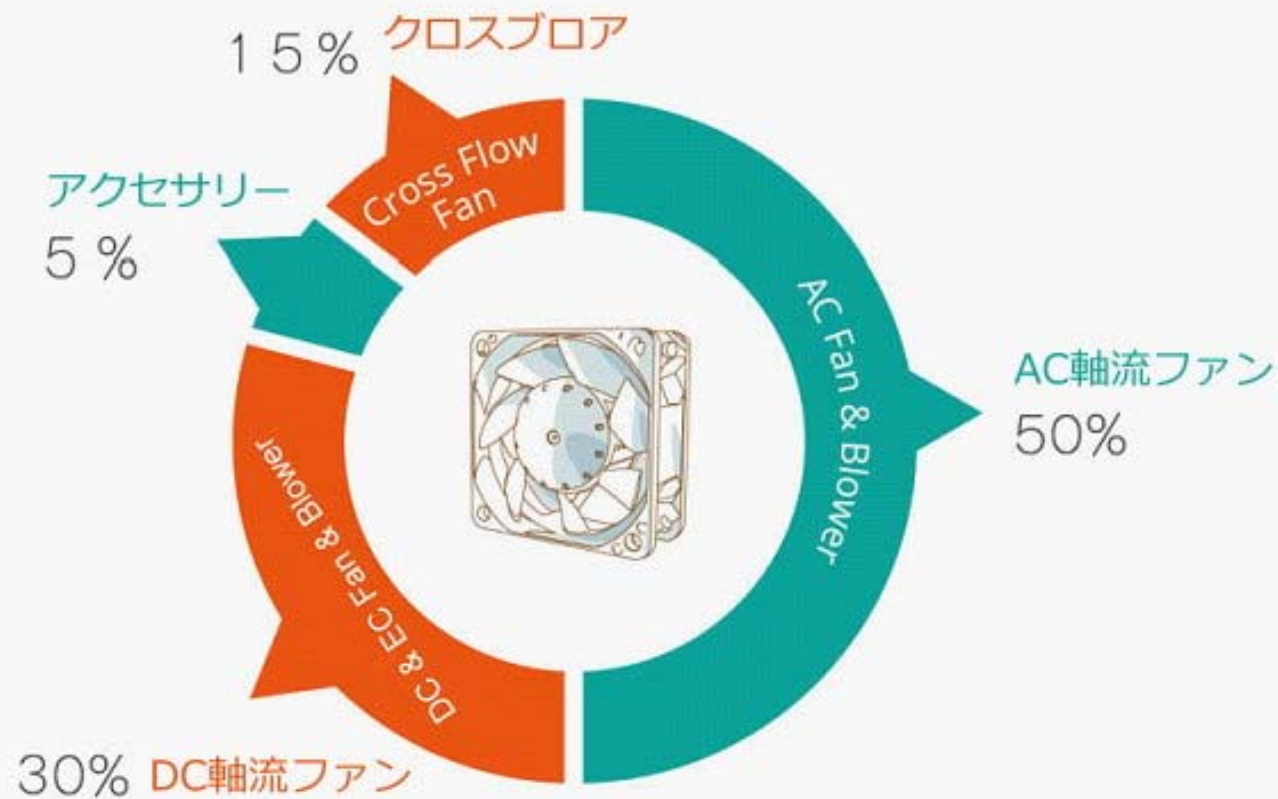 クロスブロア
15%
Cross Flow
Fan
アクセサリー
5%
AC Fan & Blower
AC軸流ファン
50%
DC & EC Fan & Blower
30% DC軸流ファン